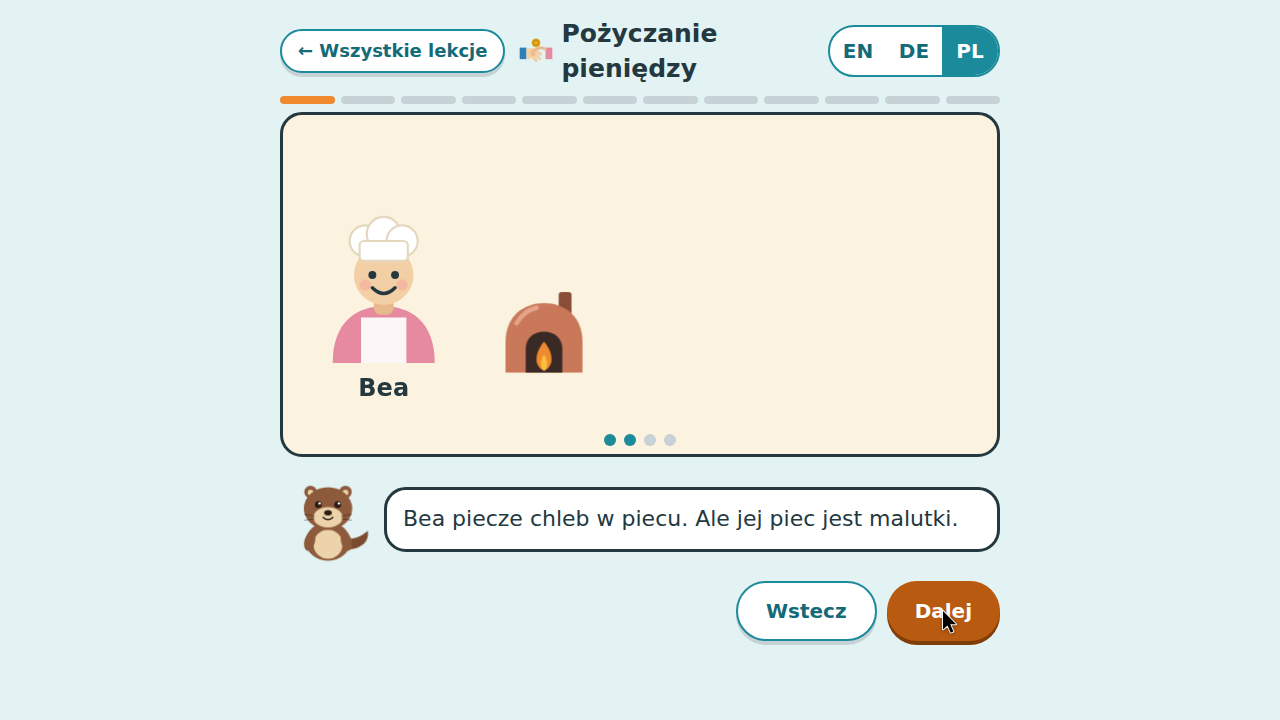 ← Wszystkie lekcje
Pożyczanie
pieniędzy
EN DE PL
Bea
Bea piecze chleb w piecu. Ale jej piec jest malutki.
Wstecz
Dalej